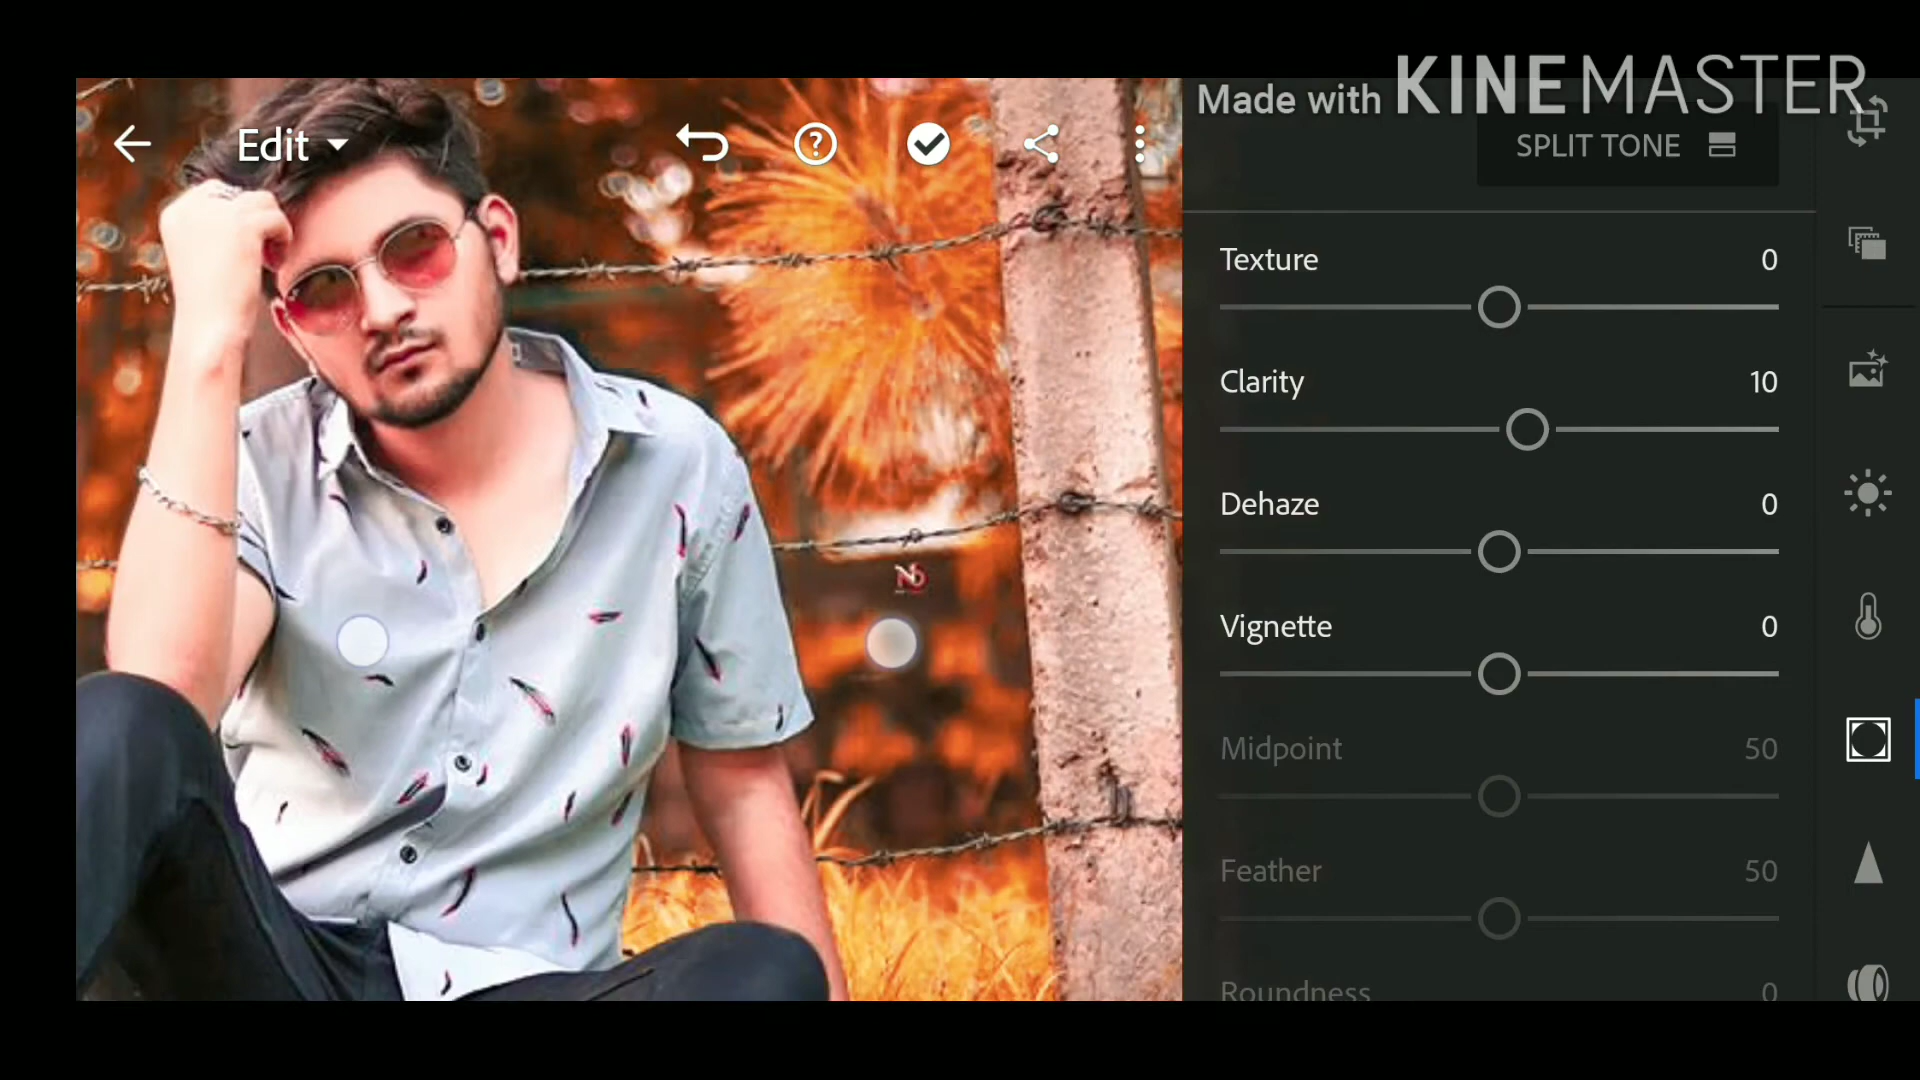 Made with KINEMASTER
Edit
SPLIT TONE
Texture 0
Clarity 10
Dehaze 0
Vignette 0
Midpoint 50
Feather 50
Roundness 0